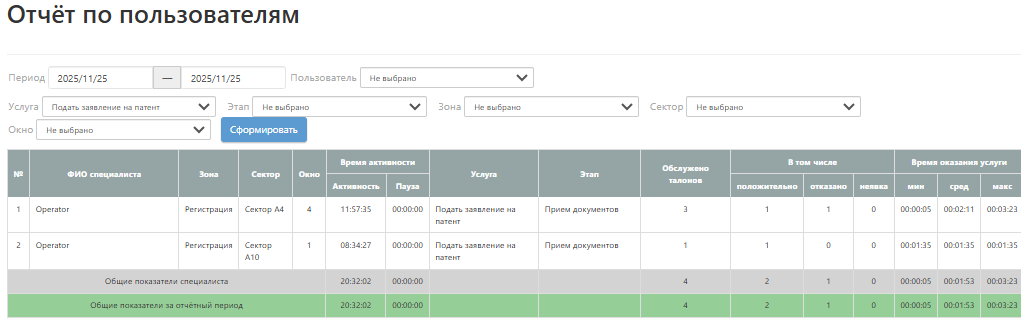 Отчёт по пользователям
Период 2025/11/25 — 2025/11/25 Пользователь Не выбрано
Услуга Подать заявление на патент Этап Не выбрано Зона Не выбрано Сектор Не выбрано
Окно Не выбрано Сформировать
№ ФИО специалиста Зона Сектор Окно Время активности Услуга Этап Обслужено талонов В том числе Время оказания услуги
Активность Пауза положительно отказано неявка мин сред макс
1 Operator Регистрация Сектор А4 4 11:57:35 00:00:00 Подать заявление на патент Прием документов 3 1 1 0 00:00:05 00:02:11 00:03:23
2 Operator Регистрация Сектор А10 1 08:34:27 00:00:00 Подать заявление на патент Прием документов 1 1 0 0 00:01:35 00:01:35 00:01:35
Общие показатели специалиста 20:32:02 00:00:00 4 2 1 0 00:00:05 00:01:53 00:03:23
Общие показатели за отчётный период 20:32:02 00:00:00 4 2 1 0 00:00:05 00:01:53 00:03:23